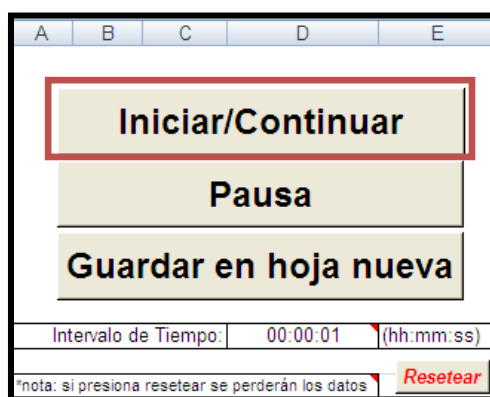 A B C D E
Iniciar/Continuar
Pausa
Guardar en hoja nueva
Intervalo de Tiempo: 00:00:01 (hh:mm:ss)
*nota: si presiona resetear se perderán los datos Resetear